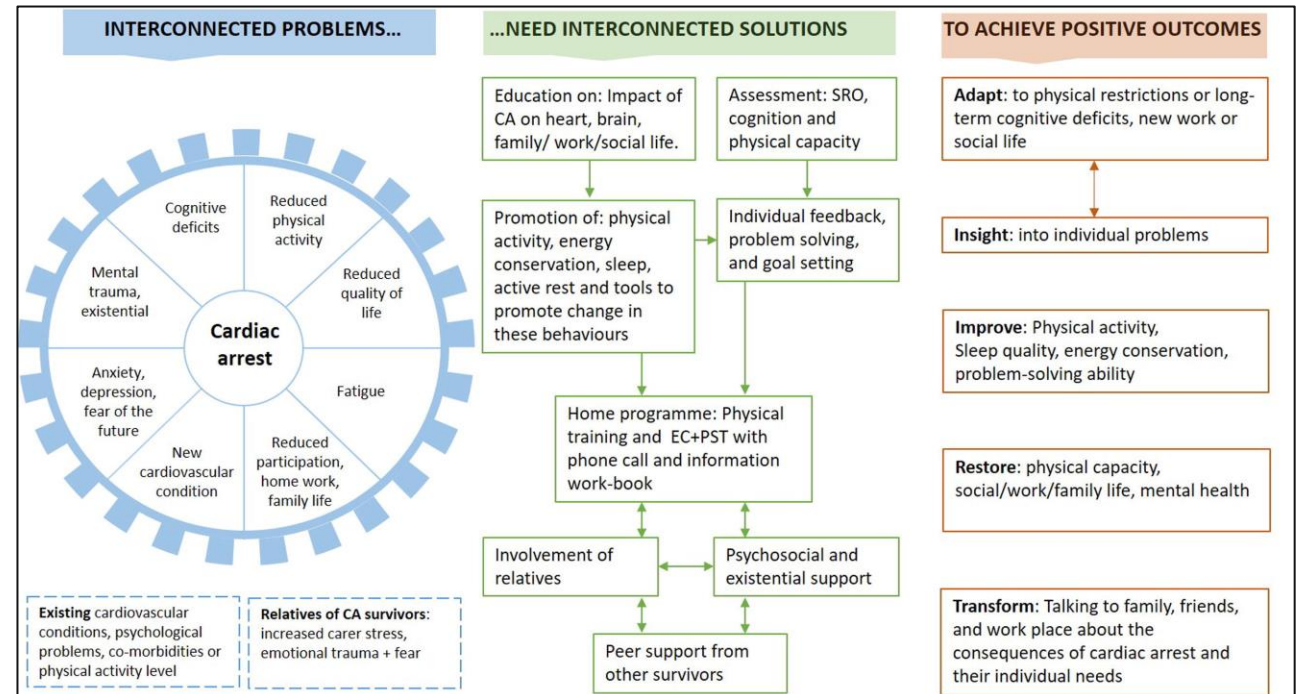 INTERCONNECTED PROBLEMS...
Cognitive
deficits
Reduced
physical
activity
Mental
trauma,
existential
Reduced
quality of
life
Cardiac
arrest
Anxiety,
depression,
fear of the
future
Fatigue
New
cardiovascular
condition
Reduced
participation,
home work,
family life
Existing cardiovascular
conditions, psychological
problems, co-morbidities or
physical activity level
Relatives of CA survivors:
increased carer stress,
emotional trauma + fear
...NEED INTERCONNECTED SOLUTIONS
Education on: Impact of
CA on heart, brain,
family/ work/social life.
Assessment: SRO,
cognition and
physical capacity
Promotion of: physical
activity, energy
conservation, sleep,
active rest and tools to
promote change in
these behaviours
Individual feedback,
problem solving,
and goal setting
Home programme: Physical
training and EC+PST with
phone call and information
work-book
Involvement of
relatives
Psychosocial and
existential support
Peer support from
other survivors
TO ACHIEVE POSITIVE OUTCOMES
Adapt: to physical restrictions or long-
term cognitive deficits, new work or
social life
Insight: into individual problems
Improve: Physical activity,
Sleep quality, energy conservation,
problem-solving ability
Restore: physical capacity,
social/work/family life, mental health
Transform: Talking to family, friends,
and work place about the
consequences of cardiac arrest and
their individual needs